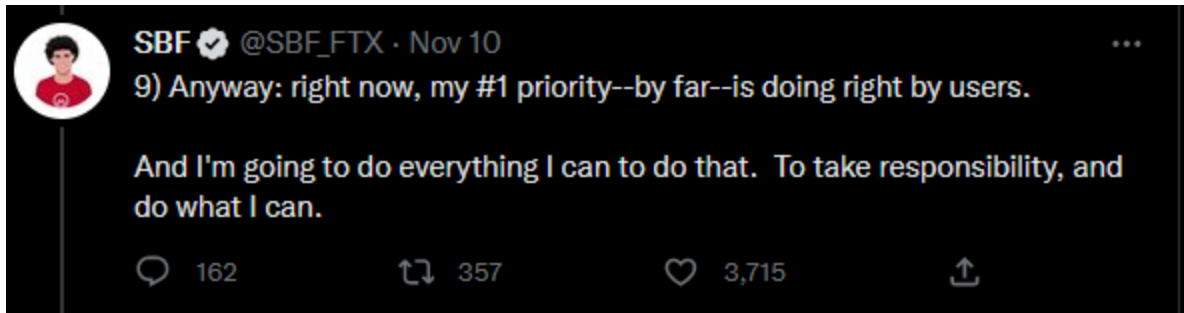 SBF @SBF_FTX · Nov 10
9) Anyway: right now, my #1 priority--by far--is doing right by users.
And I'm going to do everything I can to do that.  To take responsibility, and
do what I can.
162 357 3,715